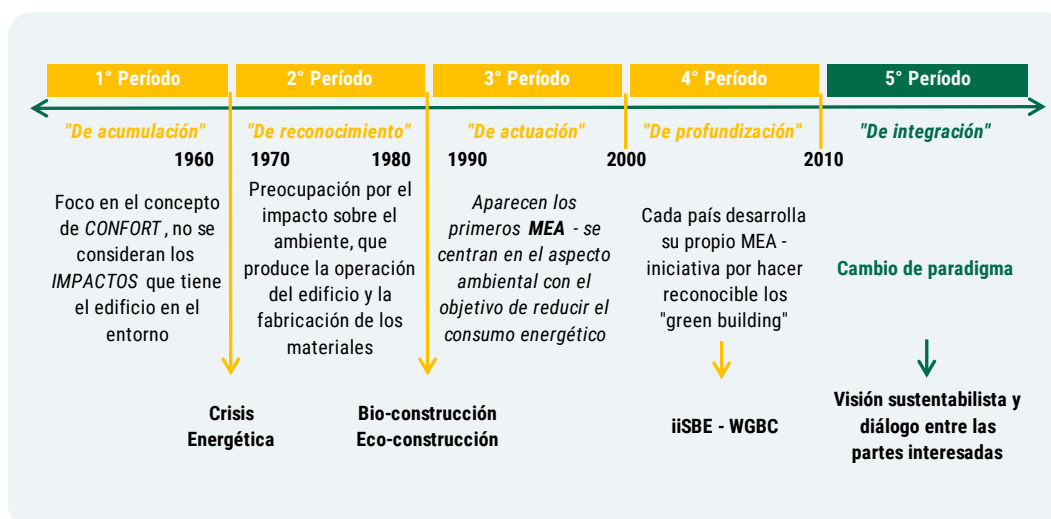 1° Período
2° Período
3° Período
4° Período
5° Período
"De acumulación"
"De reconocimiento"
"De actuación"
"De profundización"
"De integración"
1960
1970
1980
1990
2000
2010
Foco en el concepto
de CONFORT, no se
consideran los
IMPACTOS que tiene
el edificio en el
entorno
Preocupación por el
impacto sobre el
ambiente, que
produce la operación
del edificio y la
fabricación de los
materiales
Aparecen los
primeros MEA - se
centran en el aspecto
ambiental con el
objetivo de reducir el
consumo energético
Cada país desarrolla
su propio MEA -
iniciativa por hacer
reconocible los
"green building"
Cambio de paradigma
Crisis
Energética
Bio-construcción
Eco-construcción
iiSBE - WGBC
Visión sustentabilista y
diálogo entre las
partes interesadas